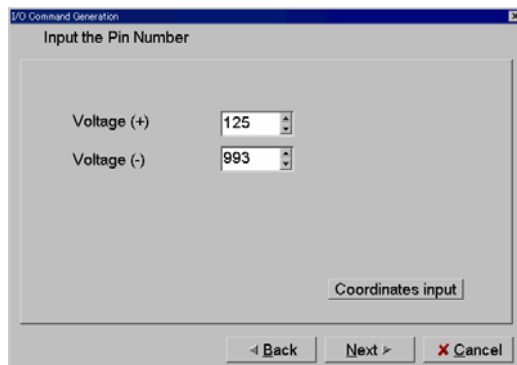 I/O Command Generation
Input the Pin Number
Voltage (+) 125
Voltage (-) 993
Coordinates input
Back Next Cancel